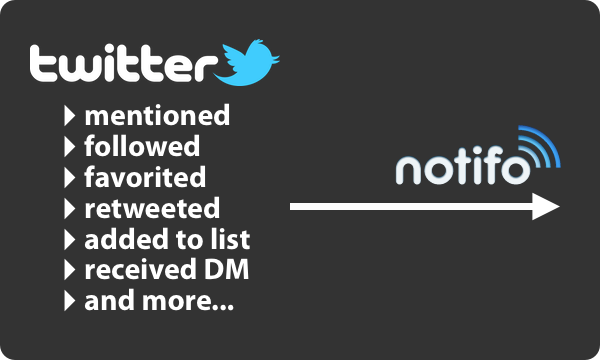 twitter
mentioned
followed
favorited
retweeted
added to list
received DM
and more...
notifo